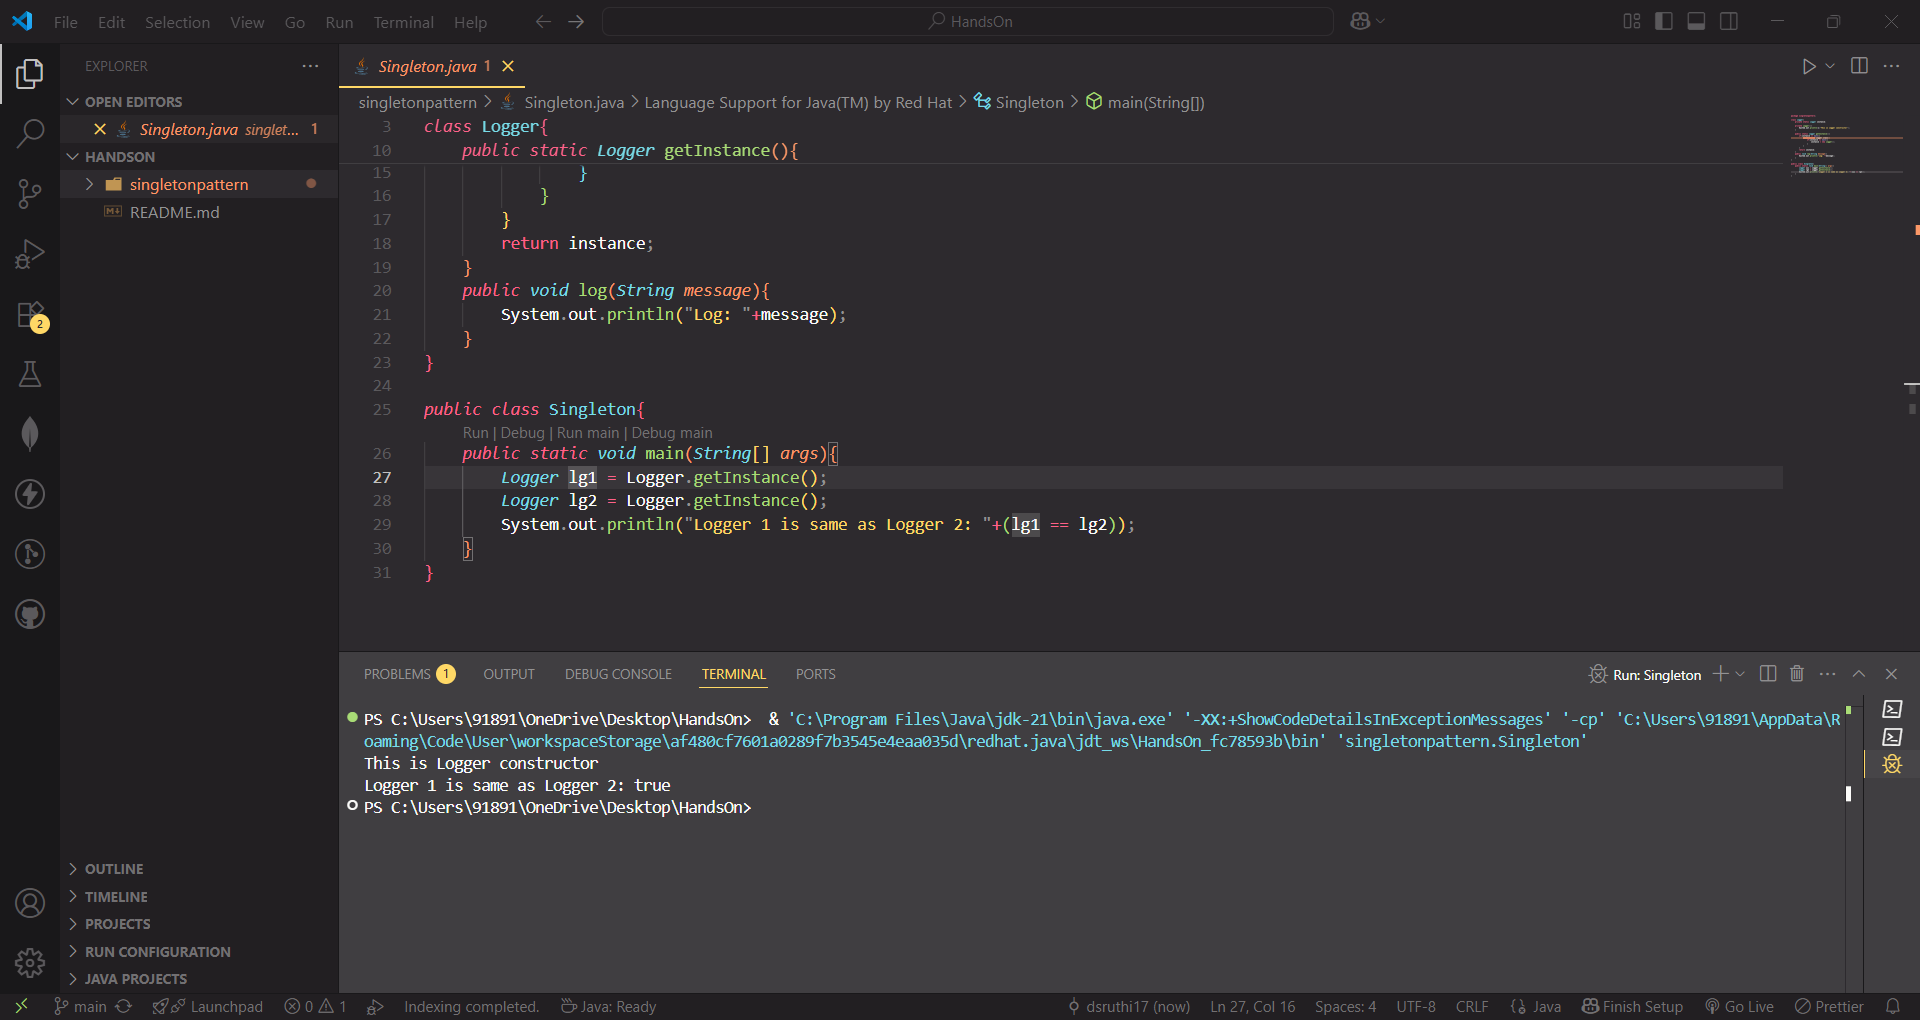 File Edit Selection View Go Run Terminal Help
HandsOn
EXPLORER
OPEN EDITORS
Singleton.java singlet... 1
HANDSON
singletonpattern
README.md
2
OUTLINE
TIMELINE
PROJECTS
RUN CONFIGURATION
JAVA PROJECTS
Singleton.java 1
singletonpattern > Singleton.java > Language Support for Java(TM) by Red Hat > Singleton > main(String[])
3 class Logger{
10 public static Logger getInstance(){
15 }
16 }
17 }
18 return instance;
19 }
20 public void log(String message){
21 System.out.println("Log: "+message);
22 }
23 }
24
25 public class Singleton{
Run | Debug | Run main | Debug main
26 public static void main(String[] args){
27 Logger lg1 = Logger.getInstance();
28 Logger lg2 = Logger.getInstance();
29 System.out.println("Logger 1 is same as Logger 2: "+(lg1 == lg2));
30 }
31 }
PROBLEMS 1 OUTPUT DEBUG CONSOLE TERMINAL PORTS
Run: Singleton
PS C:\Users\91891\OneDrive\Desktop\HandsOn> & 'C:\Program Files\Java\jdk-21\bin\java.exe' '-XX:+ShowCodeDetailsInExceptionMessages' '-cp' 'C:\Users\91891\AppData\R
oaming\Code\User\workspaceStorage\af480cf7601a0289f7b3545e4eaa035d\redhat.java\jdt_ws\HandsOn_fc78593b\bin' 'singletonpattern.Singleton'
This is Logger constructor
Logger 1 is same as Logger 2: true
PS C:\Users\91891\OneDrive\Desktop\HandsOn>
main Launchpad 0 1 Indexing completed. Java: Ready dsruthi17 (now) Ln 27, Col 16 Spaces: 4 UTF-8 CRLF {} Java Finish Setup Go Live Prettier